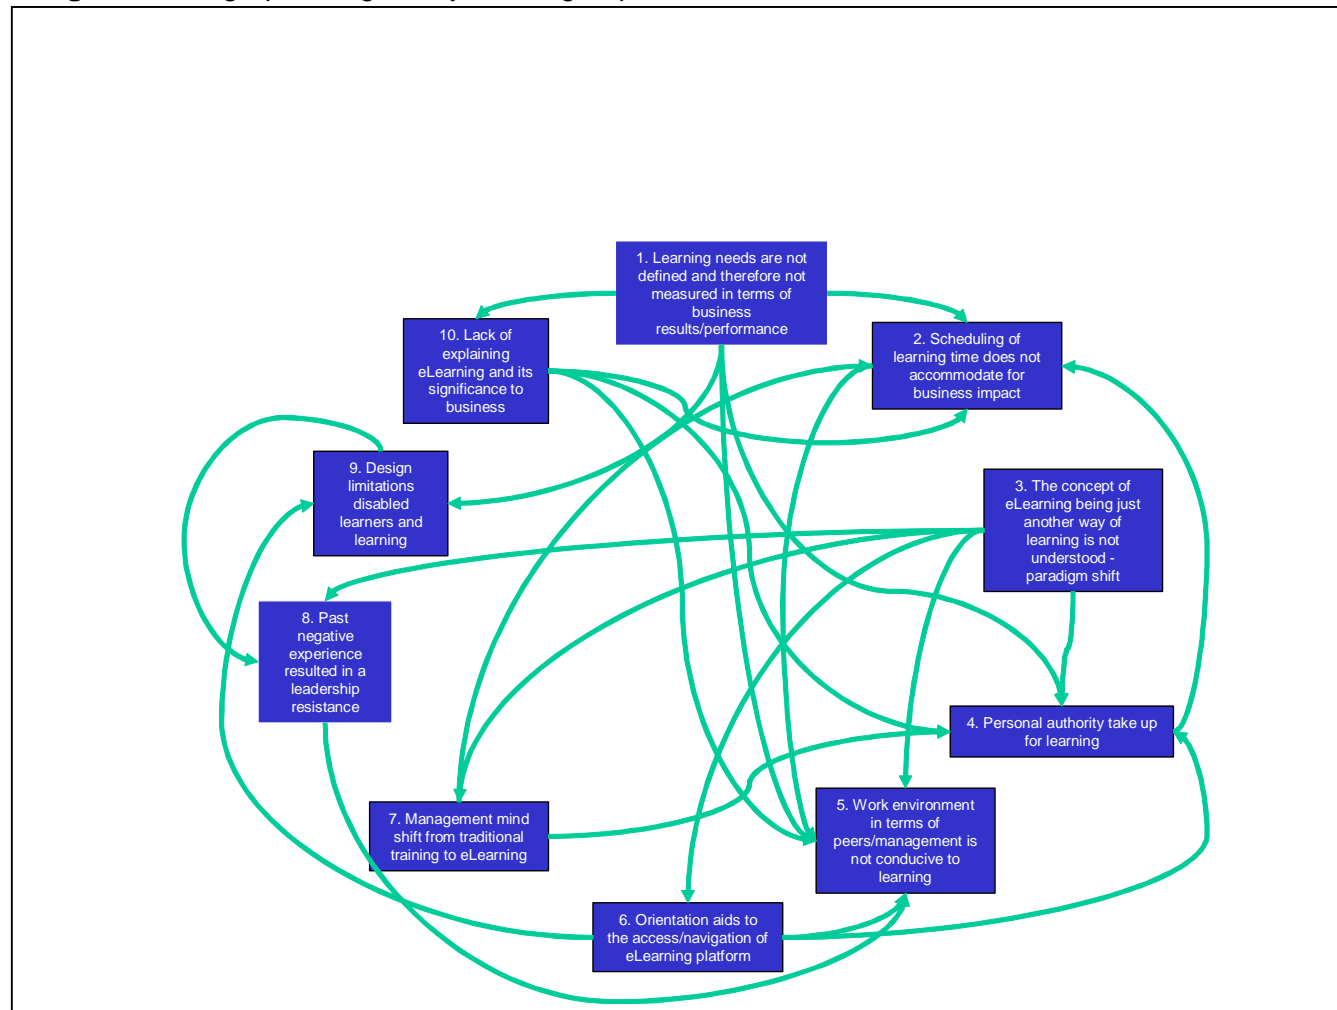 1. Learning needs are not
defined and therefore not
measured in terms of
business
results/performance
10. Lack of
explaining
eLearning and its
significance to
business
2. Scheduling of
learning time does not
accommodate for
business impact
9. Design
limitations
disabled
learners and
learning
3. The concept of
eLearning being just
another way of
learning is not
understood -
paradigm shift
8. Past
negative
experience
resulted in a
leadership
resistance
4. Personal authority take up
for learning
7. Management mind
shift from traditional
training to eLearning
5. Work environment
in terms of
peers/management is
not conducive to
learning
6. Orientation aids to
the access/navigation of
eLearning platform